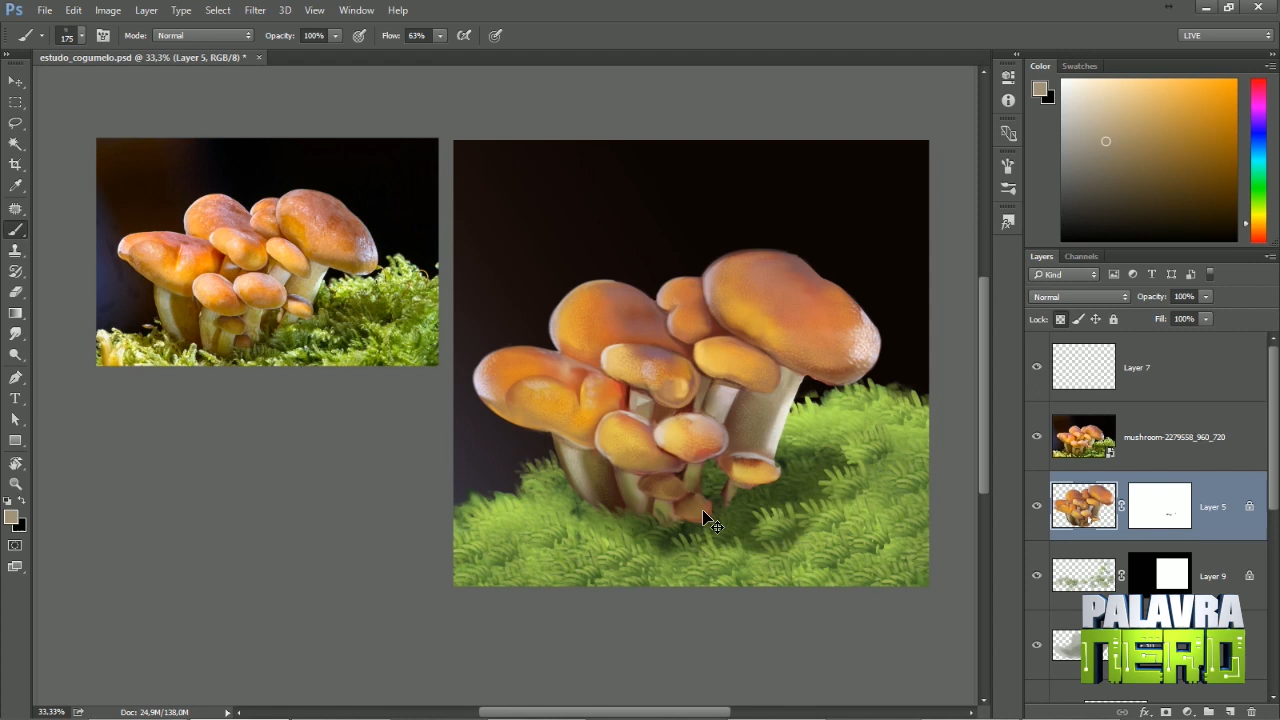 Ps File Edit Image Layer Type Select Filter 3D View Window Help
175 Mode: Normal Opacity: 100% Flow: 63% LIVE
estudo_cogumelo.psd @ 33,3% (Layer 5, RGB/8) * ×
Color Swatches
Layers Channels
Kind
Normal Opacity: 100%
Lock: Fill: 100%
Layer 7
mushroom-2279558_960_720
Layer 5
Layer 9
PALAVRA
NERD
33,33% Doc: 24,9M/138,0M